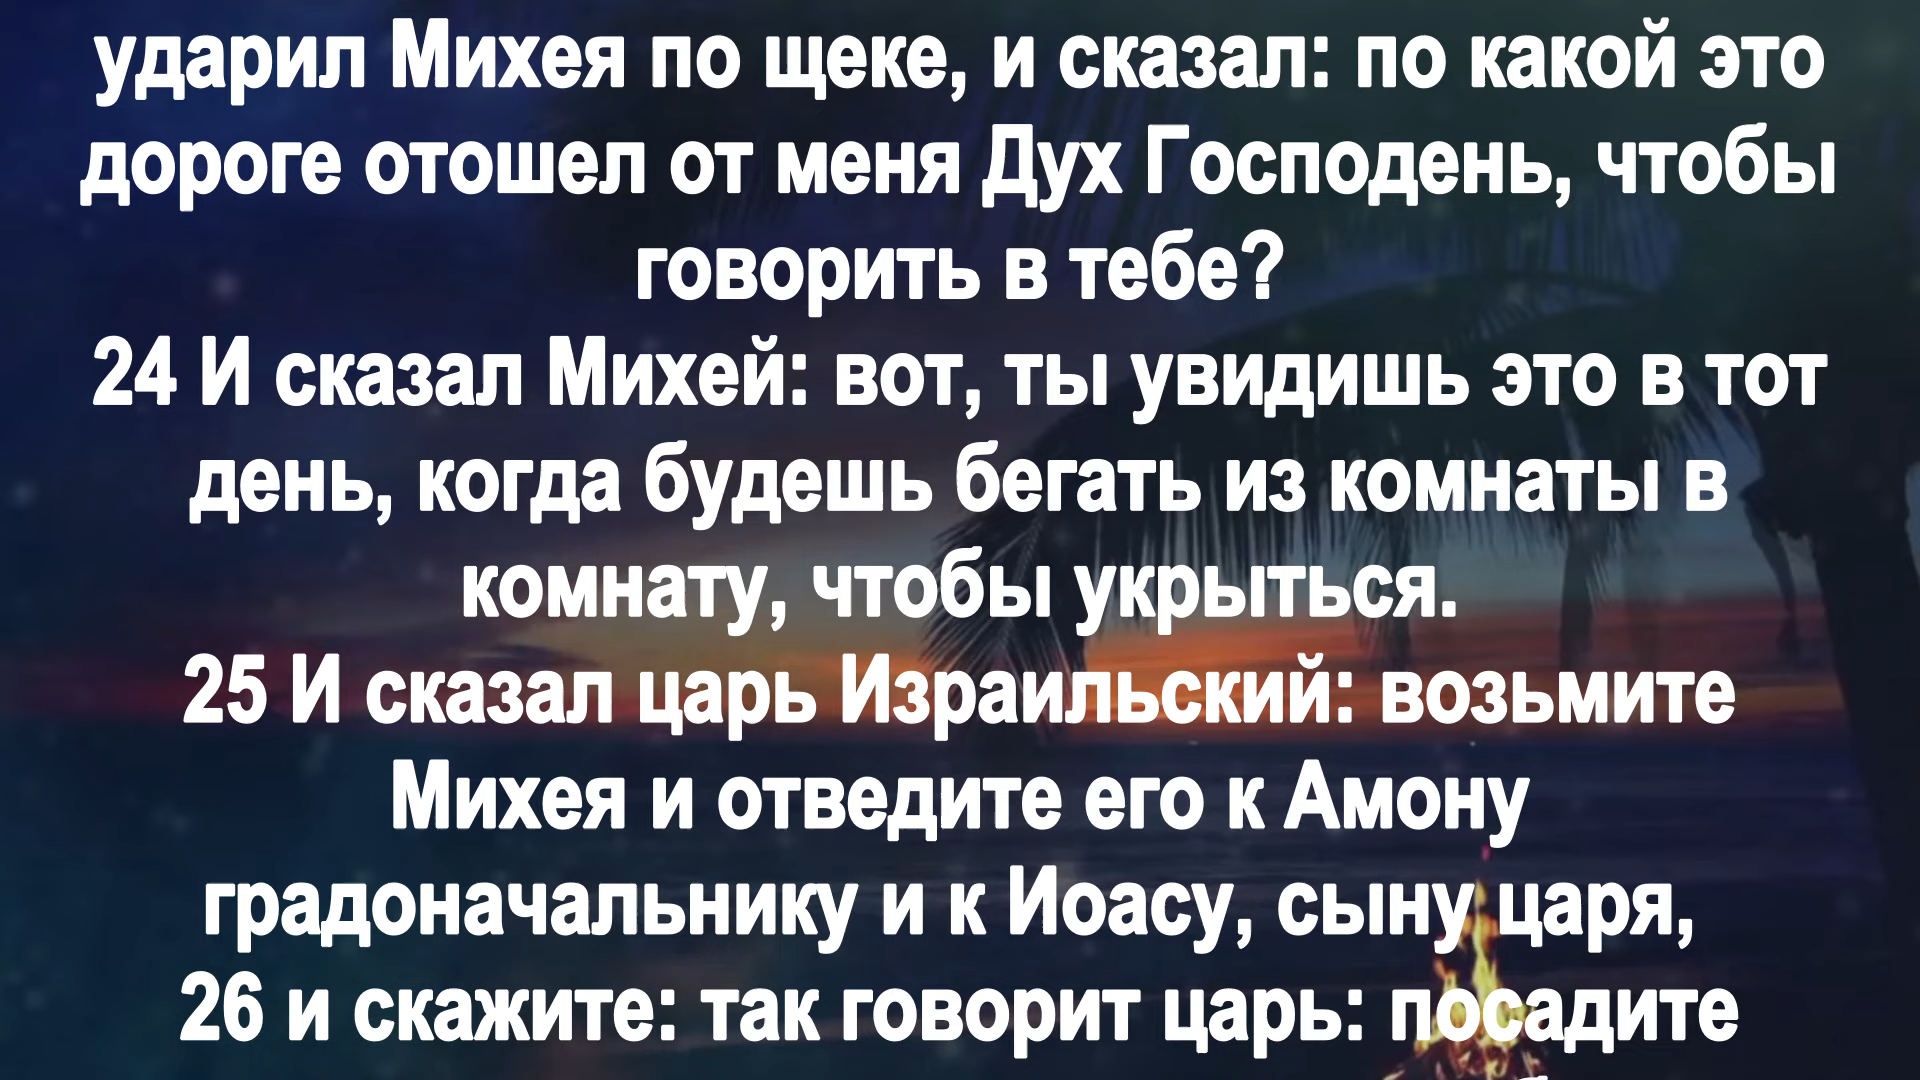 ударил Михея по щеке, и сказал: по какой это
дороге отошел от меня Дух Господень, чтобы
говорить в тебе?
24 И сказал Михей: вот, ты увидишь это в тот
день, когда будешь бегать из комнаты в
комнату, чтобы укрыться.
25 И сказал царь Израильский: возьмите
Михея и отведите его к Амону
градоначальнику и к Иоасу, сыну царя,
26 и скажите: так говорит царь: посадите